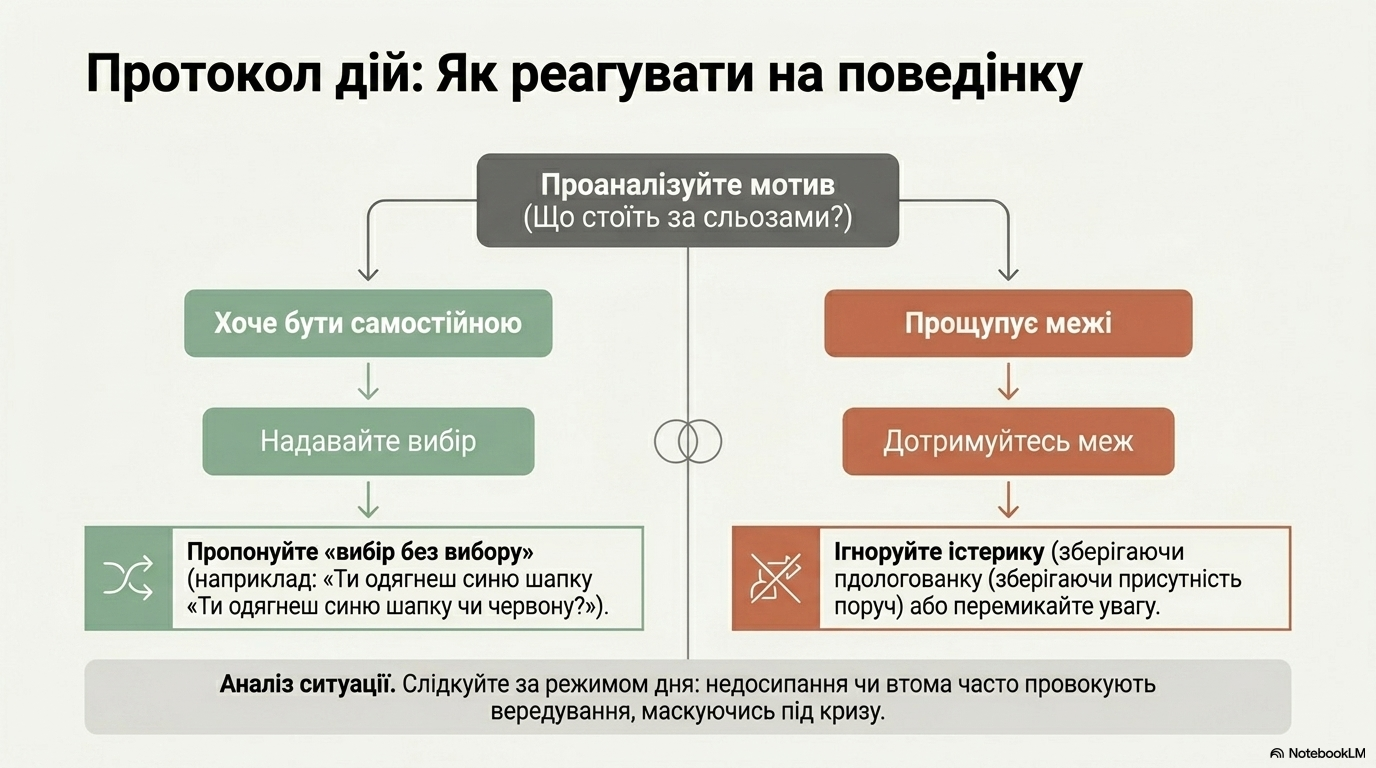 Протокол дій: Як реагувати на поведінку
Проаналізуйте мотив
(Що стоїть за сльозами?)
Хоче бути самостійною
Надавайте вибір
Пропонуйте «вибір без вибору»
(наприклад: «Ти одягнеш синю шапку
«Ти одягнеш синю шапку чи червону?»).
Прощупує межі
Дотримуйтесь меж
Ігноруйте істерику (зберігаючи
пдологованку (зберігаючи присутність
поруч) або перемикайте увагу.
Аналіз ситуації. Слідкуйте за режимом дня: недосипання чи втома часто провокують
вередування, маскуючись під кризу.
NotebookLM